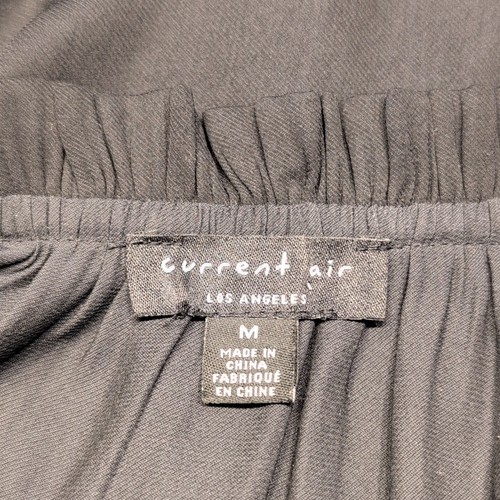 current air
LOS ANGELES
M
MADE IN
CHINA
FABRIQUÉ
EN CHINE